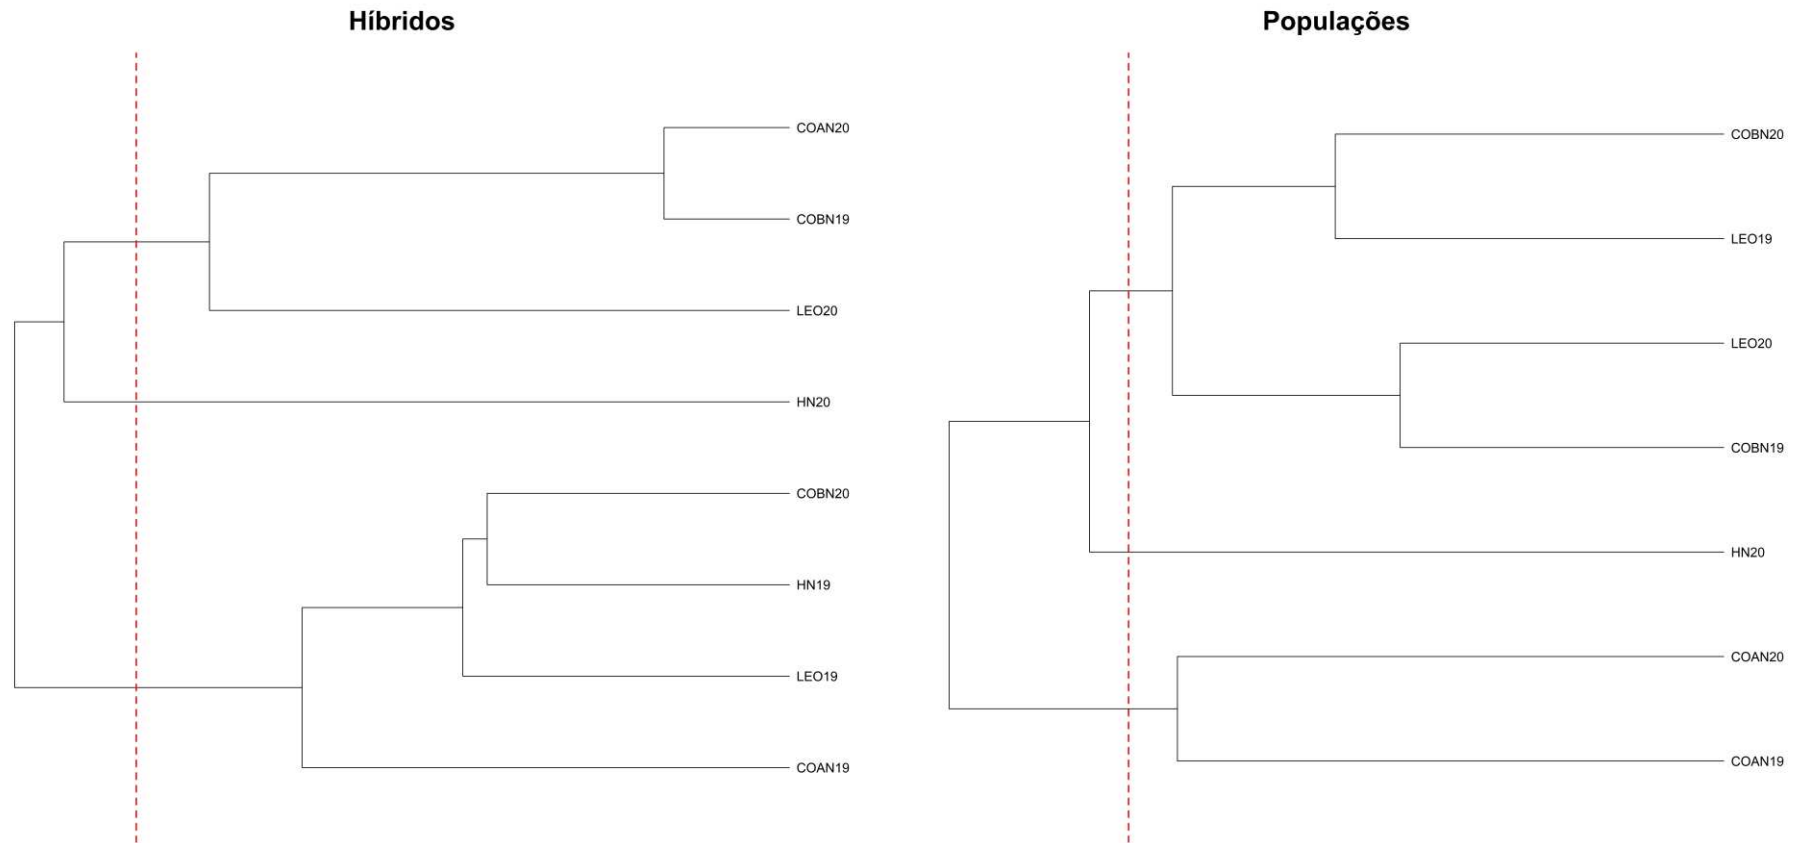 Híbridos
COAN20
COBN19
LEO20
HN20
COBN20
HN19
LEO19
COAN19
Populações
COBN20
LEO19
LEO20
COBN19
HN20
COAN20
COAN19